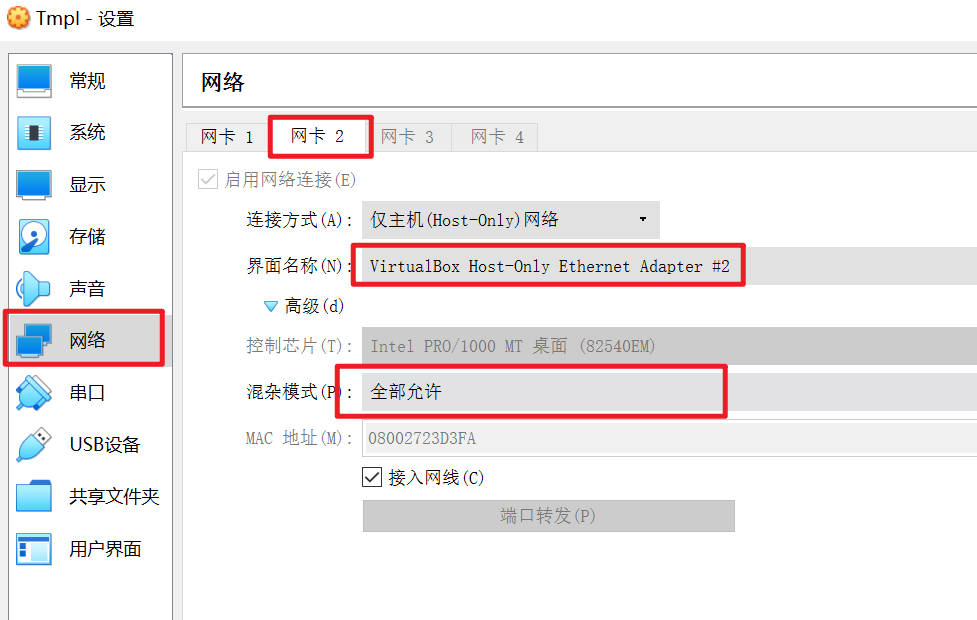 Tmpl - 设置
常规
系统
显示
存储
声音
网络
串口
USB设备
共享文件夹
用户界面
网络
网卡 1 网卡 2 网卡 3 网卡 4
启用网络连接(E)
连接方式(A): 仅主机(Host-Only)网络
界面名称(N): VirtualBox Host-Only Ethernet Adapter #2
高级(d)
控制芯片(T): Intel PRO/1000 MT 桌面 (82540EM)
混杂模式(P): 全部允许
MAC 地址(M): 08002723D3FA
接入网线(C)
端口转发(P)